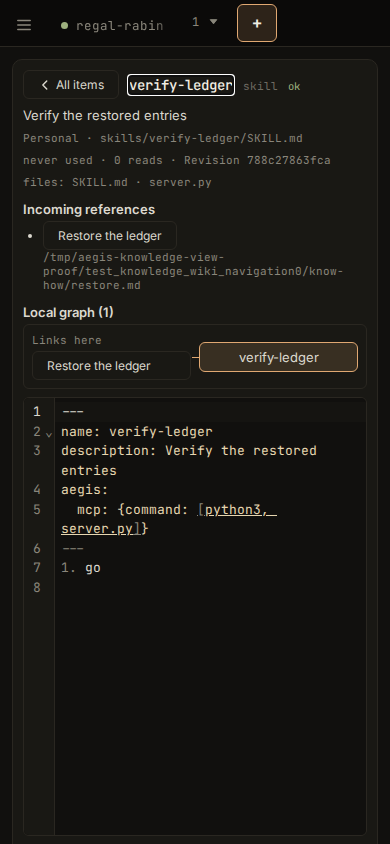 regal-rabin
1
+
All items
verify-ledger
skill
ok
Verify the restored entries
Personal · skills/verify-ledger/SKILL.md
never used · 0 reads · Revision 788c27863fca
files: SKILL.md · server.py
Incoming references
• Restore the ledger
/tmp/aegis-knowledge-view-
proof/test_knowledge_wiki_navigation0/know-
how/restore.md
Local graph (1)
Links here
Restore the ledger
verify-ledger
1 ---
2 name: verify-ledger
3 description: Verify the restored
entries
4 aegis:
5 mcp: {command: [python3,
server.py]}
6 ---
7 1. go
8